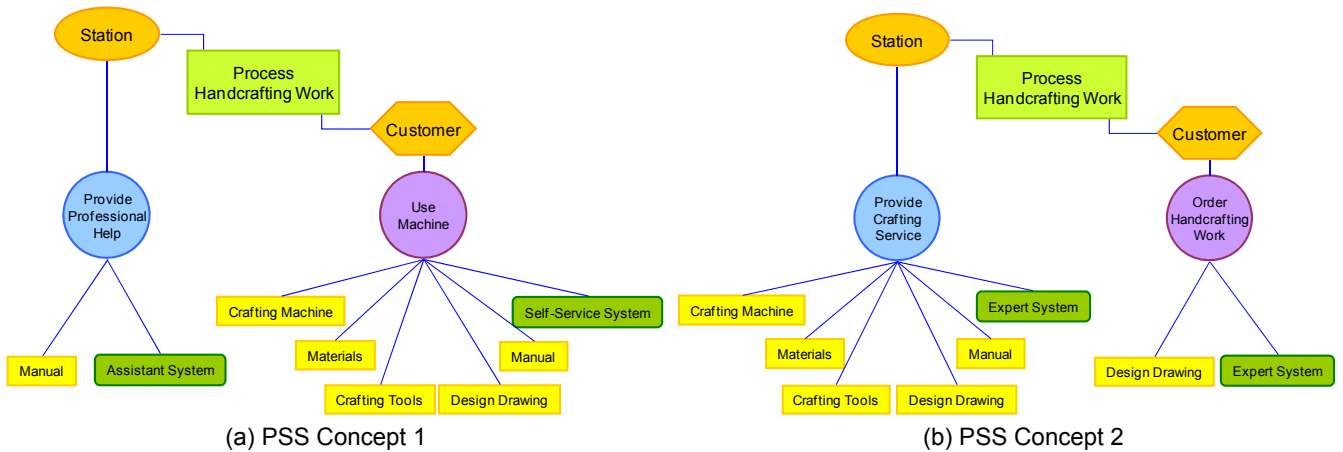 Station
Process
Handcrafting Work
Customer
Provide
Professional
Help
Use
Machine
Crafting Machine
Self-Service System
Materials
Manual
Manual
Assistant System
Crafting Tools
Design Drawing
(a) PSS Concept 1
Station
Process
Handcrafting Work
Customer
Provide
Crafting
Service
Order
Handcrafting
Work
Crafting Machine
Expert System
Materials
Manual
Crafting Tools
Design Drawing
Design Drawing
Expert System
(b) PSS Concept 2